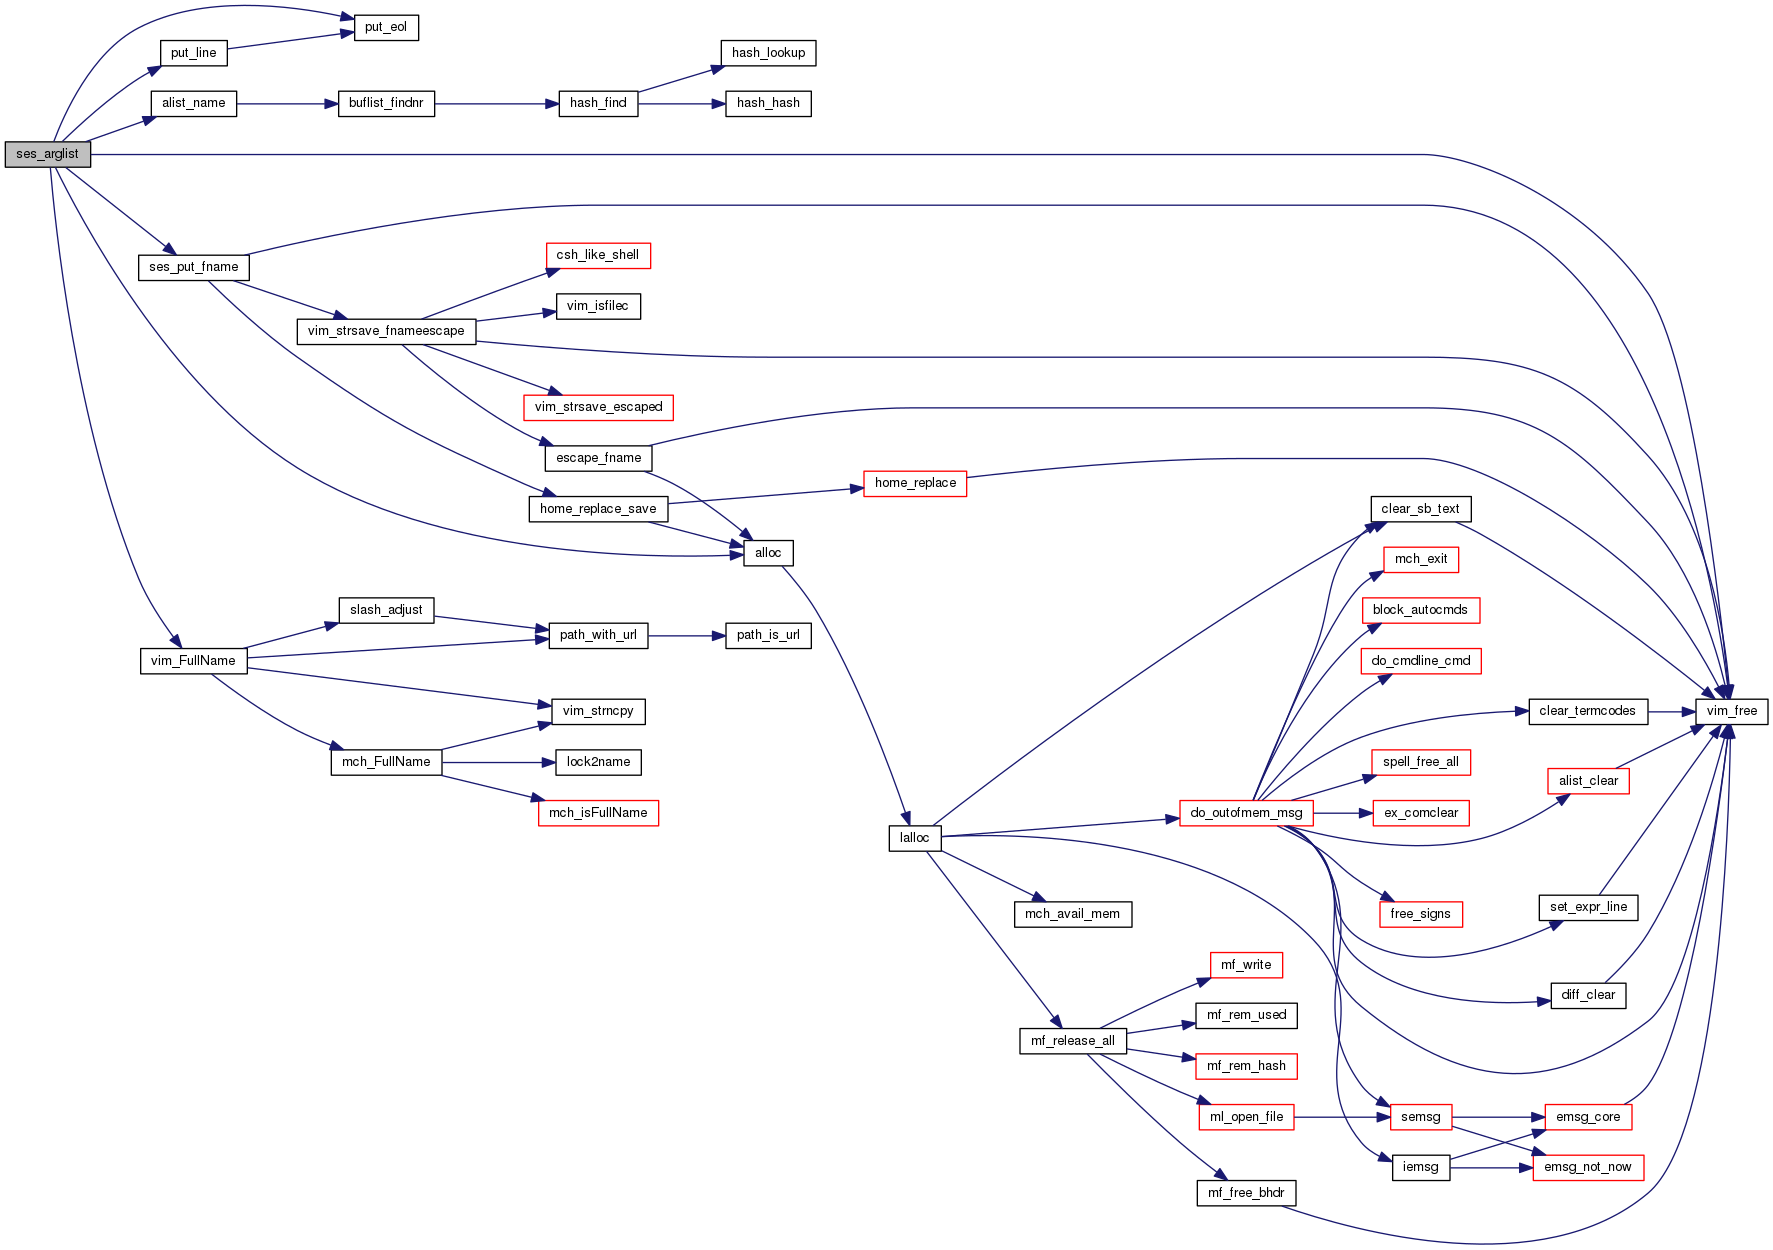 put_eol
put_line
hash_lookup
alist_name
buflist_findnr
hash_find
hash_hash
ses_arglist
csh_like_shell
ses_put_fname
vim_isfilec
vim_strsave_fnameescape
vim_strsave_escaped
escape_fname
home_replace
home_replace_save
clear_sb_text
alloc
mch_exit
slash_adjust
block_autocmds
path_with_url
path_is_url
vim_FullName
do_cmdline_cmd
vim_strncpy
clear_termcodes
vim_free
mch_FullName
lock2name
spell_free_all
alist_clear
mch_isFullName
do_outofmem_msg
ex_comclear
lalloc
mch_avail_mem
free_signs
set_expr_line
mf_write
diff_clear
mf_rem_used
mf_release_all
mf_rem_hash
ml_open_file
semsg
emsg_core
iemsg
emsg_not_now
mf_free_bhdr